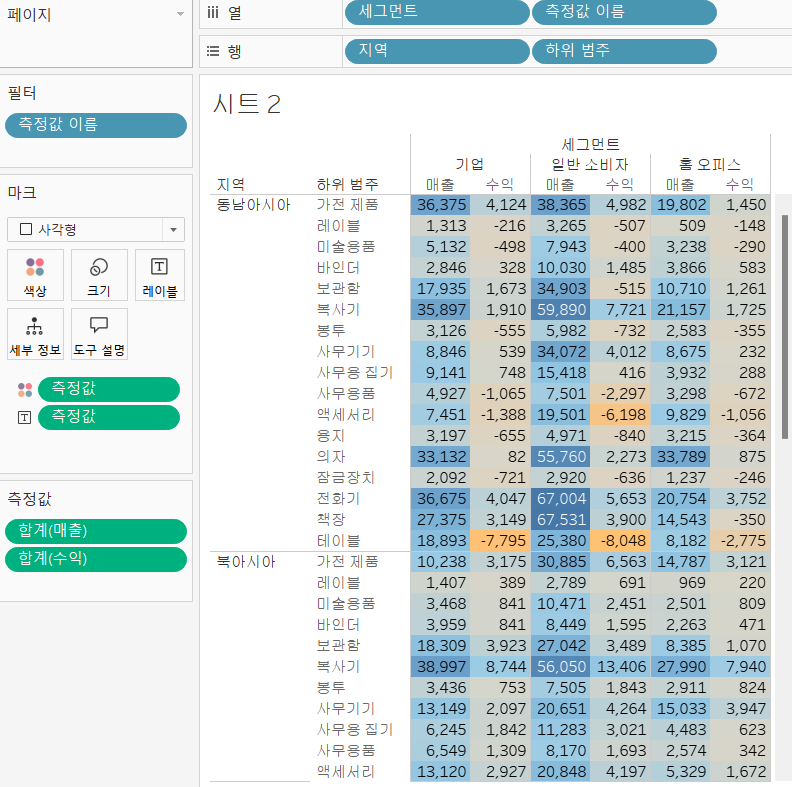 페이지
열 세그먼트 측정값 이름
행 지역 하위 범주
필터
측정값 이름
마크
사각형
색상 크기 레이블
세부 정보 도구 설명
측정값
측정값
측정값
합계(매출)
합계(수익)
시트 2
세그먼트
기업 일반 소비자 홈 오피스
지역 하위 범주 매출 수익 매출 수익 매출 수익
동남아시아 가전 제품 36,375 4,124 38,365 4,982 19,802 1,450
레이블 1,313 -216 3,265 -507 509 -148
미술용품 5,132 -498 7,943 -400 3,238 -290
바인더 2,846 328 10,030 1,485 3,866 583
보관함 17,935 1,673 34,903 -515 10,710 1,261
복사기 35,897 1,910 59,890 7,721 21,157 1,725
봉투 3,126 -555 5,982 -732 2,583 -355
사무기기 8,846 539 34,072 4,012 8,675 232
사무용 집기 9,141 748 15,418 416 3,932 288
사무용품 4,927 -1,065 7,501 -2,297 3,298 -672
액세서리 7,451 -1,388 19,501 -6,198 9,829 -1,056
용지 3,197 -655 4,971 -840 3,215 -364
의자 33,132 82 55,760 2,273 33,789 875
잠금장치 2,092 -721 2,920 -636 1,237 -246
전화기 36,675 4,047 67,004 5,653 20,754 3,752
책장 27,375 3,149 67,531 3,900 14,543 -350
테이블 18,893 -7,795 25,380 -8,048 8,182 -2,775
북아시아 가전 제품 10,238 3,175 30,885 6,563 14,787 3,121
레이블 1,407 389 2,789 691 969 220
미술용품 3,468 841 10,471 2,451 2,501 809
바인더 3,959 841 8,449 1,595 2,263 471
보관함 18,309 3,923 27,042 3,489 8,385 1,070
복사기 38,997 8,744 56,050 13,406 27,990 7,940
봉투 3,436 753 7,505 1,843 2,911 824
사무기기 13,149 2,097 20,651 4,264 15,033 3,947
사무용 집기 6,245 1,842 11,283 3,021 4,483 623
사무용품 6,549 1,309 8,170 1,693 2,574 342
액세서리 13,120 2,927 20,848 4,197 5,329 1,672